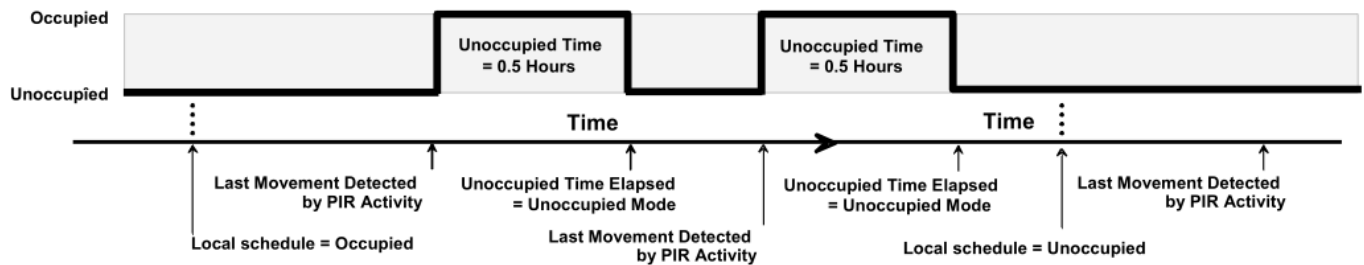 Occupied
Unoccupied Time
= 0.5 Hours
Unoccupied Time
= 0.5 Hours
Unoccupied
Time
Time
Last Movement Detected
by PIR Activity
Unoccupied Time Elapsed
= Unoccupied Mode
Unoccupied Time Elapsed
= Unoccupied Mode
Last Movement Detected
by PIR Activity
Local schedule = Occupied
Last Movement Detected
by PIR Activity
Local schedule = Unoccupied